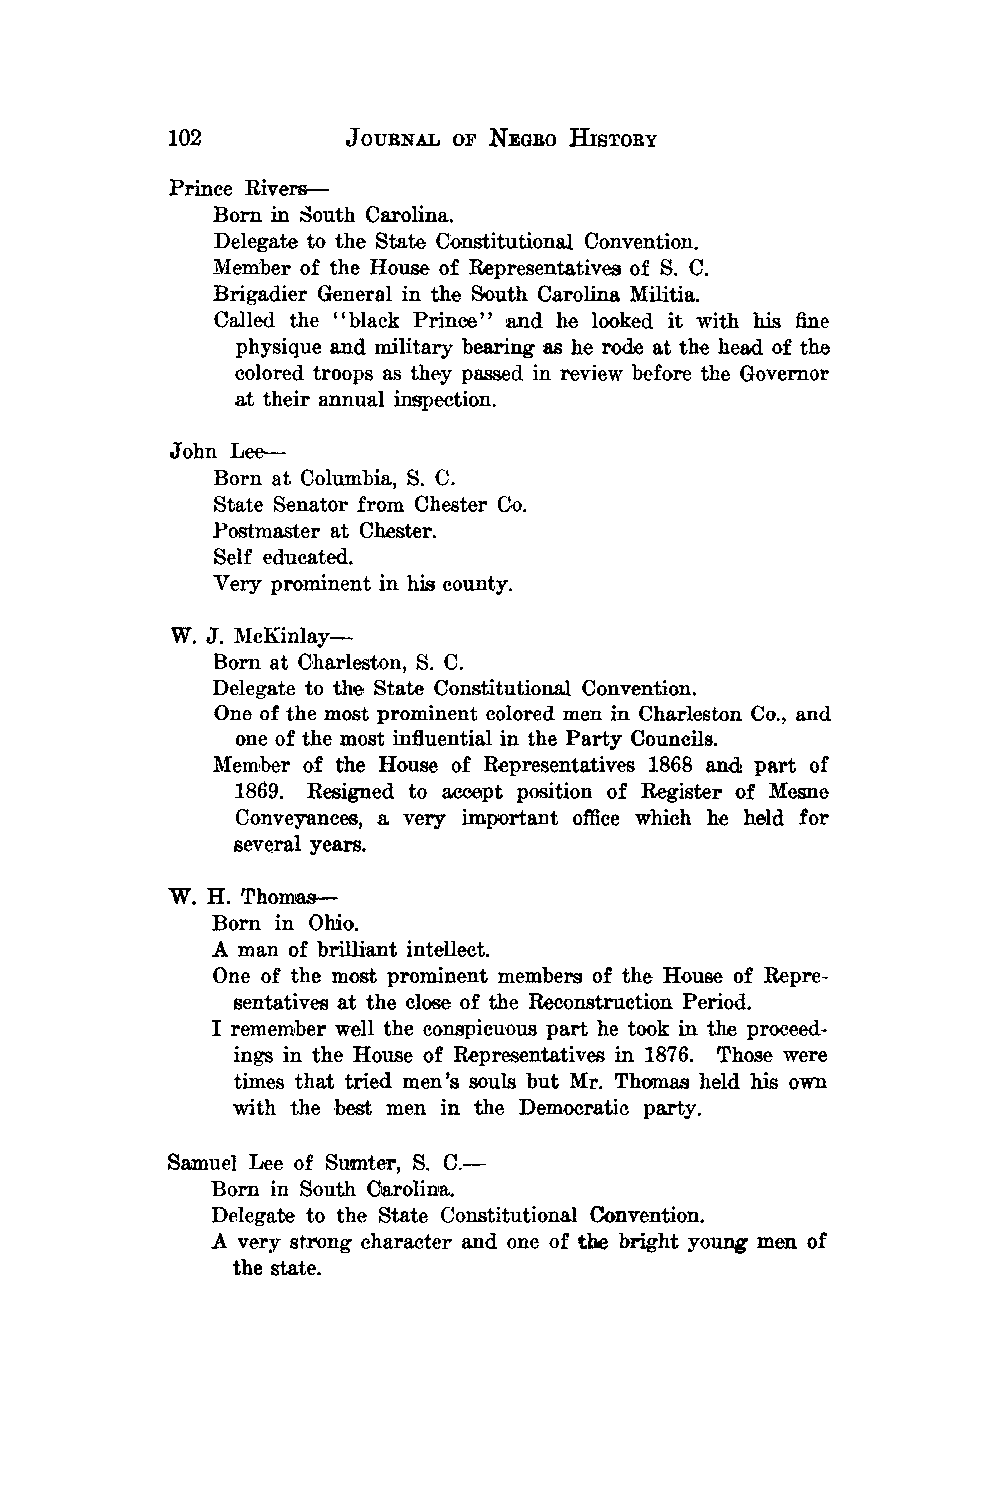 102 JOURNAL OF NEGRO HISTORY
Prince Rivers—
Born in South Carolina.
Delegate to the State Constitutional Convention.
Member of the House of Representatives of S. C.
Brigadier General in the South Carolina Militia.
Called the "black Prince" and he looked it with his fine
physique and military bearing as he rode at the head of the
colored troops as they passed in review before the Governor
at their annual inspection.
John Lee—
Born at Columbia, S. C.
State Senator from Chester Co.
Postmaster at Chester.
Self educated.
Very prominent in his county.
W. J. McKinlay—
Born at Charleston, S. C.
Delegate to the State Constitutional Convention.
One of the most prominent colored men in Charleston Co., and
one of the most influential in the Party Councils.
Member of the House of Representatives 1868 and part of
1869. Resigned to accept position of Register of Mesne
Conveyances, a very important office which he held for
several years.
W. H. Thomas—
Born in Ohio.
A man of brilliant intellect.
One of the most prominent members of the House of Repre-
sentatives at the close of the Reconstruction Period.
I remember well the conspicuous part he took in the proceed-
ings in the House of Representatives in 1876. Those were
times that tried men's souls but Mr. Thomas held his own
with the best men in the Democratic party.
Samuel Lee of Sumter, S. C.—
Born in South Carolina.
Delegate to the State Constitutional Convention.
A very strong character and one of the bright young men of
the state.